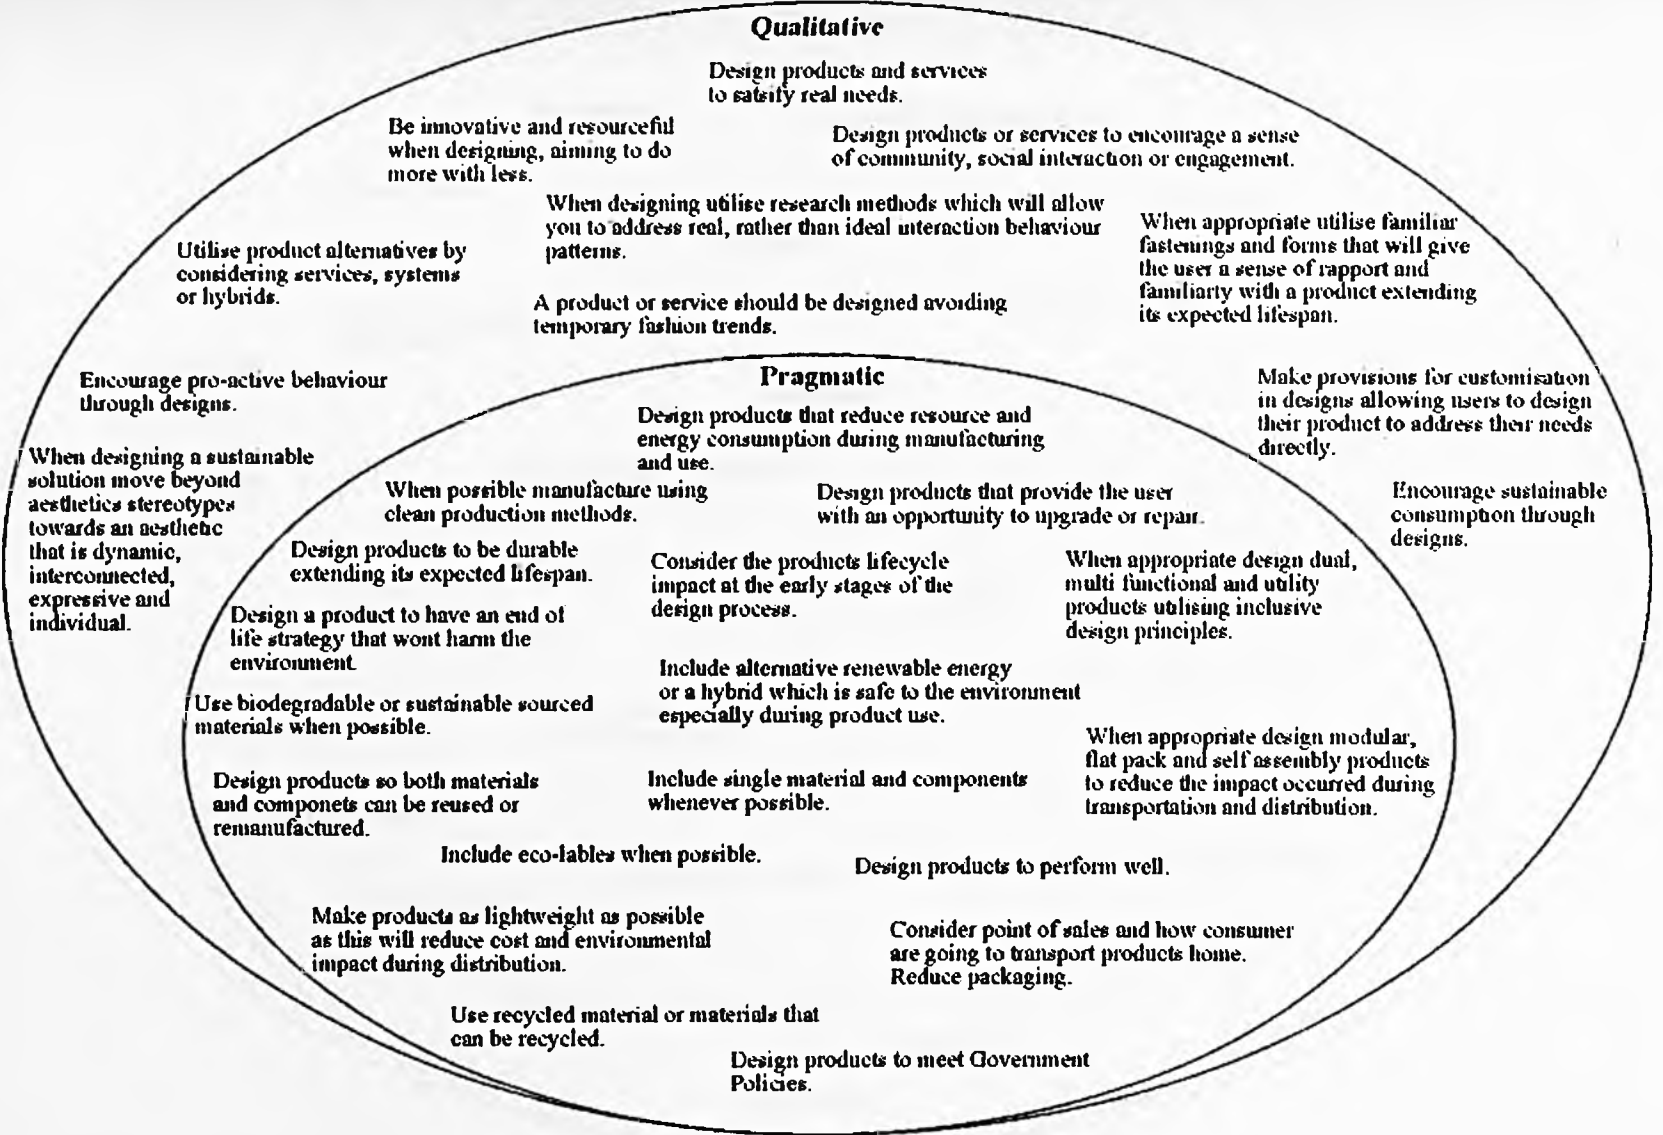 Qualitative
Design products and services
to satsify real needs.
Be innovative and resourceful
when designing, aiming to do
more with less.
Design products or services to encourage a sense
of community, social interaction or engagement.
When designing utilise research methods which will allow
you to address real, rather than ideal interaction behaviour
patterns.
When appropriate utilise familiar
fastenings and forms that will give
the user a sense of rapport and
familiarty with a product extending
its expected lifespan.
Utilise product alternatives by
considering services, systems
or hybrids.
A product or service should be designed avoiding
temporary fashion trends.
Encourage pro-active behaviour
through designs.
Make provisions for customisation
in designs allowing users to design
their product to address their needs
directly.
When designing a sustainable
solution move beyond
aesthetics stereotypes
towards an aesthetic
that is dynamic,
interconnected,
expressive and
individual.
Encourage sustainable
consumption through
designs.
Pragmatic
Design products that reduce resource and
energy consumption during manufacturing
and use.
When possible manufacture using
clean production methods.
Design products that provide the user
with an opportunity to upgrade or repair.
Design products to be durable
extending its expected lifespan.
Consider the products lifecycle
impact at the early stages of the
design process.
When appropriate design dual,
multi functional and utility
products utilising inclusive
design principles.
Design a product to have an end of
life strategy that wont harm the
environment.
Include alternative renewable energy
or a hybrid which is safe to the environment
especially during product use.
Use biodegradable or sustainable sourced
materials when possible.
When appropriate design modular,
flat pack and self assembly products
to reduce the impact occurred during
transportation and distribution.
Design products so both materials
and componets can be reused or
remanufactured.
Include single material and components
whenever possible.
Include eco-lables when possible.
Design products to perform well.
Make products as lightweight as possible
as this will reduce cost and environmental
impact during distribution.
Consider point of sales and how consumer
are going to transport products home.
Reduce packaging.
Use recycled material or materials that
can be recycled.
Design products to meet Government
Policies.